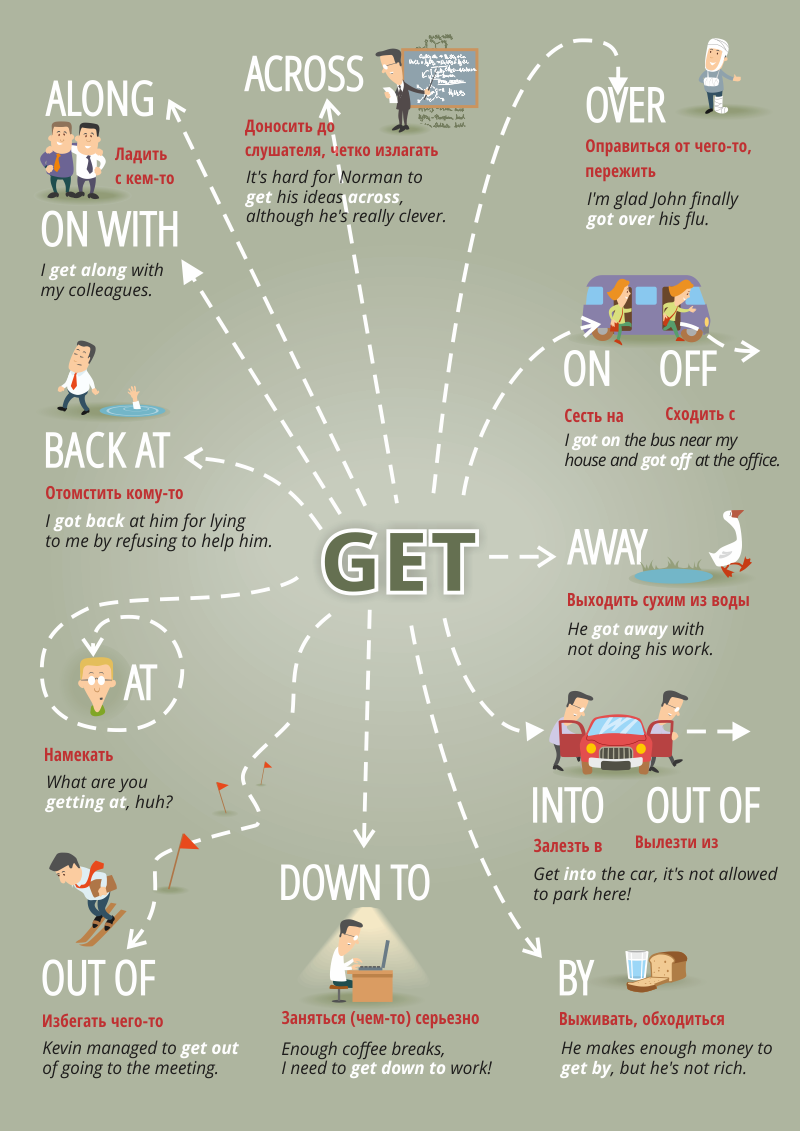 ALONG
Ладить
с кем-то
ON WITH
I get along with
my colleagues.
ACROSS
Доносить до
слушателя, четко излагать
It's hard for Norman to
get his ideas across,
although he's really clever.
OVER
Оправиться от чего-то,
пережить
I'm glad John finally
got over his flu.
ON OFF
Сесть на Сходить с
I got on the bus near my
house and got off at the office.
BACK AT
Отомстить кому-то
I got back at him for lying
to me by refusing to help him.
GET
AWAY
Выходить сухим из воды
He got away with
not doing his work.
AT
Намекать
What are you
getting at, huh?
INTO OUT OF
Залезть в Вылезти из
Get into the car, it's not allowed
to park here!
OUT OF
Избегать чего-то
Kevin managed to get out
of going to the meeting.
DOWN TO
Заняться (чем-то) серьезно
Enough coffee breaks,
I need to get down to work!
BY
Выживать, обходиться
He makes enough money to
get by, but he's not rich.